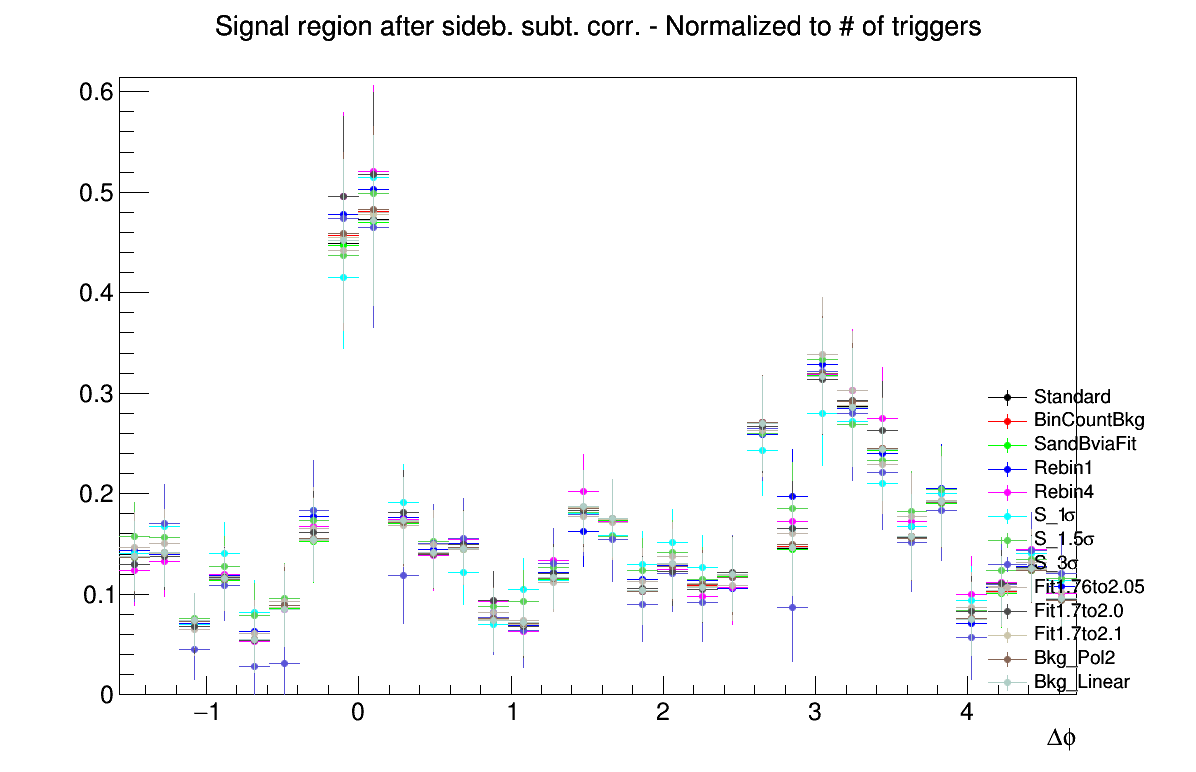 Signal region after sideb. subt. corr. - Normalized to # of triggers
0.6
0.5
0.4
0.3
0.2
0.1
0
−1
0
1
2
3
4
Δϕ
Standard
BinCountBkg
SandBviaFit
Rebin1
Rebin4
S_1σ
S_1.5σ
S_3σ
Fit1.76to2.05
Fit1.7to2.0
Fit1.7to2.1
Bkg_Pol2
Bkg_Linear